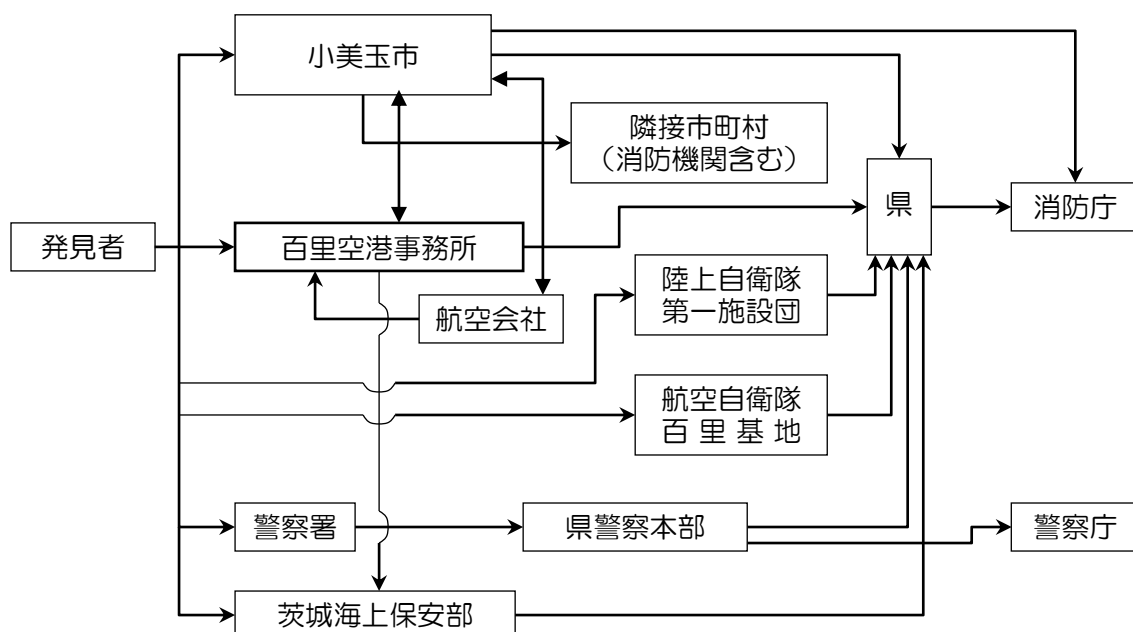 小美玉市
隣接市町村
（消防機関含む）
県
消防庁
発見者
百里空港事務所
陸上自衛隊
第一施設団
航空会社
航空自衛隊
百里基地
警察署
県警察本部
警察庁
茨城海上保安部